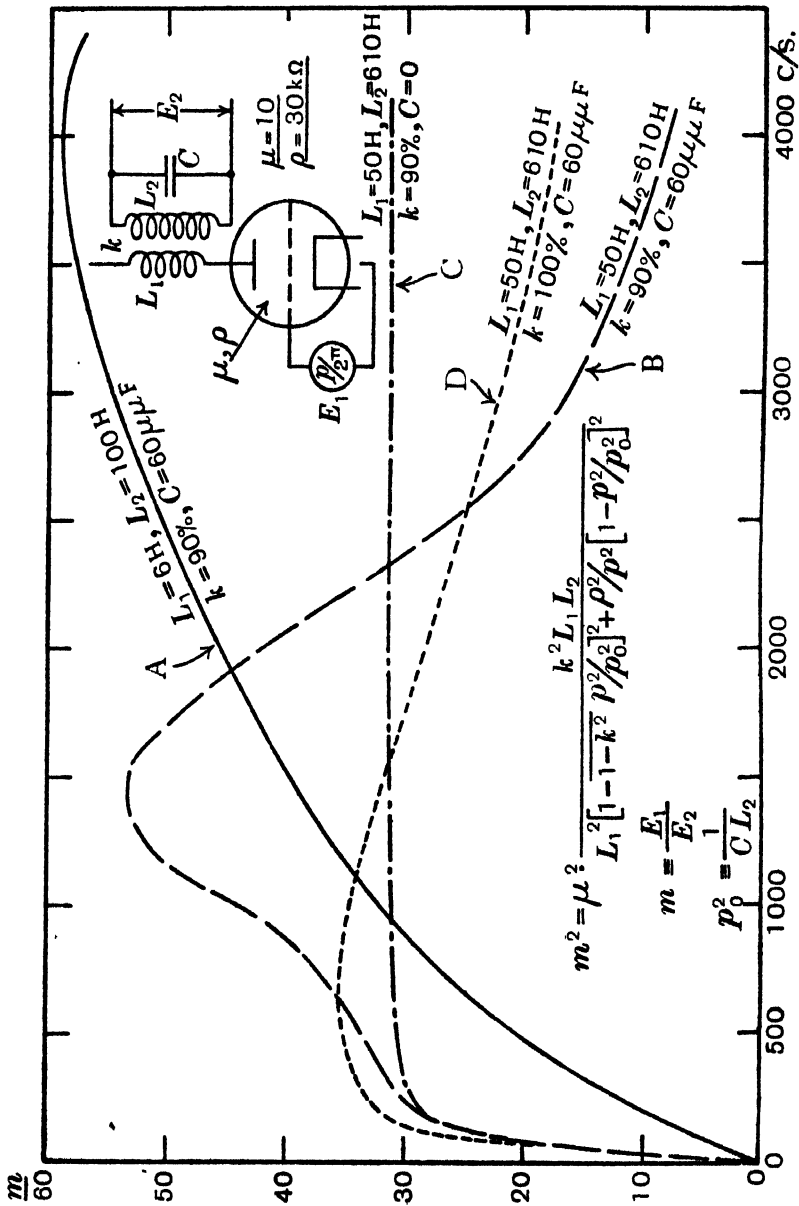 m
60
50
40
30
20
10
0
0
500
1000
2000
3000
4000 c/s.
A
L₁=6H, L₂=100H
k=90%, C=60μμF
L₁
k
L₂
C
E₂
μ=10
ρ=30kΩ
μ,ρ
E₁
p/2π
L₁=50H, L₂=610H
k=90%, C=0
C
D
L₁=50H, L₂=610H
k=100%, C=60μμF
L₁=50H, L₂=610H
k=90%, C=60μμF
B
m²=μ². k²L₁L₂ / L₁²[1-1-k² p²/p₀²]²+ρ²/p²[1-p²/p₀²]²
m ≡ E₁/E₂
p₀² ≡ 1/CL₂